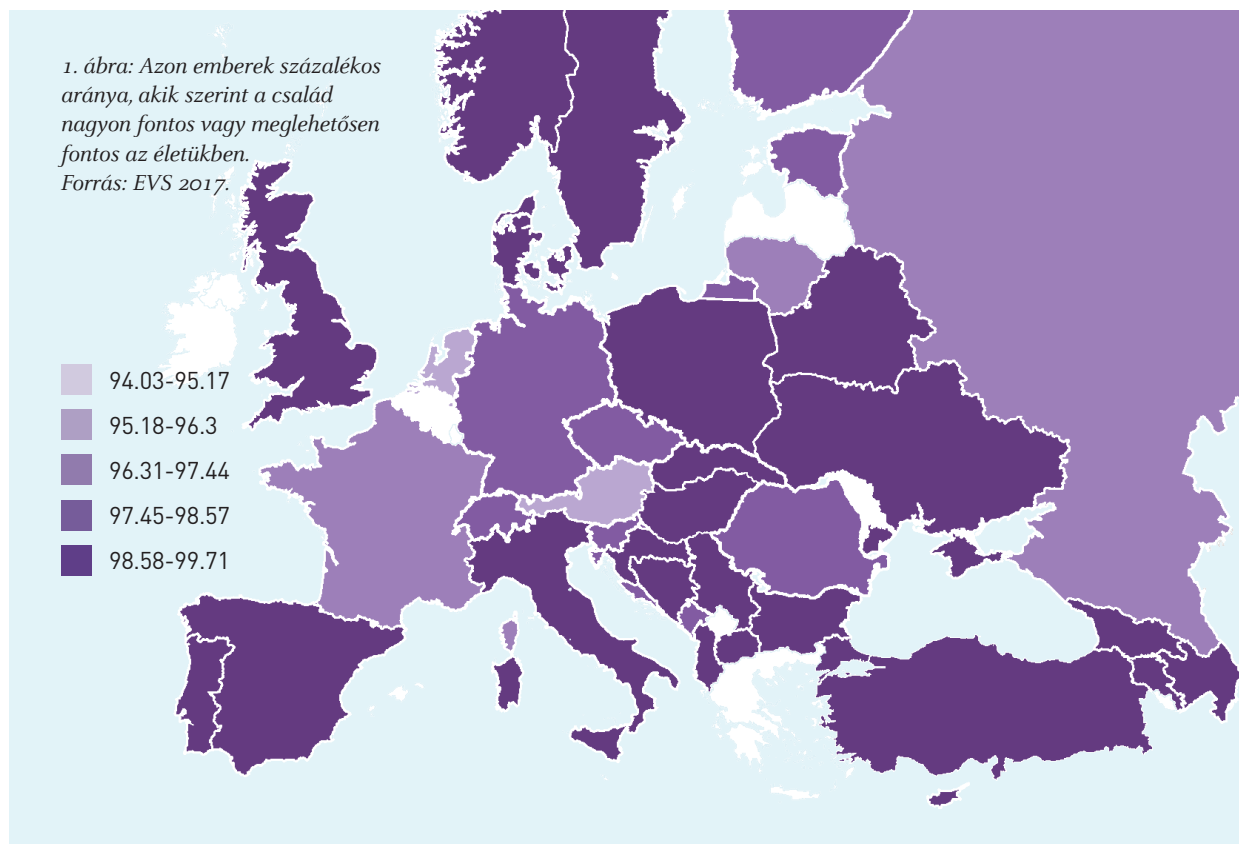 1. ábra: Azon emberek százalékos
aránya, akik szerint a család
nagyon fontos vagy meglehetősen
fontos az életükben.
Forrás: EVS 2017.
94.03-95.17
95.18-96.3
96.31-97.44
97.45-98.57
98.58-99.71